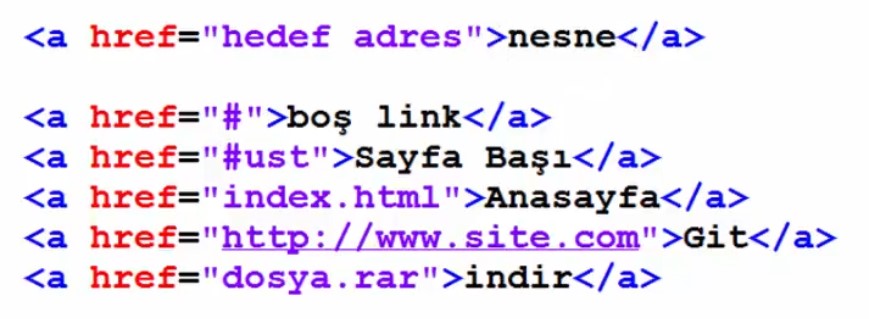 <a href="hedef adres">nesne</a>
<a href="#">boş link</a>
<a href="#ust">Sayfa Başı</a>
<a href="index.html">Anasayfa</a>
<a href="http://www.site.com">Git</a>
<a href="dosya.rar">indir</a>